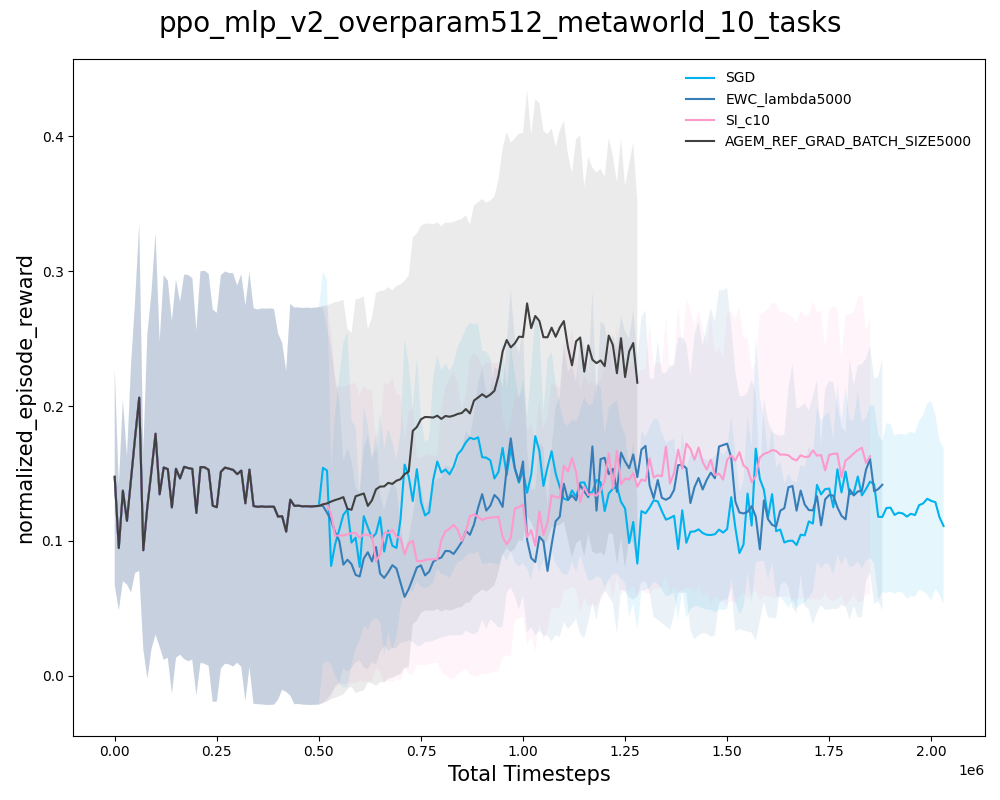 ppo_mlp_v2_overparam512_metaworld_10_tasks
SGD
EWC_lambda5000
SI_c10
AGEM_REF_GRAD_BATCH_SIZE5000
normalized_episode_reward
0.4
0.3
0.2
0.1
0.0
0.00 0.25 0.50 0.75 1.00 1.25 1.50 1.75 2.00
1e6
Total Timesteps